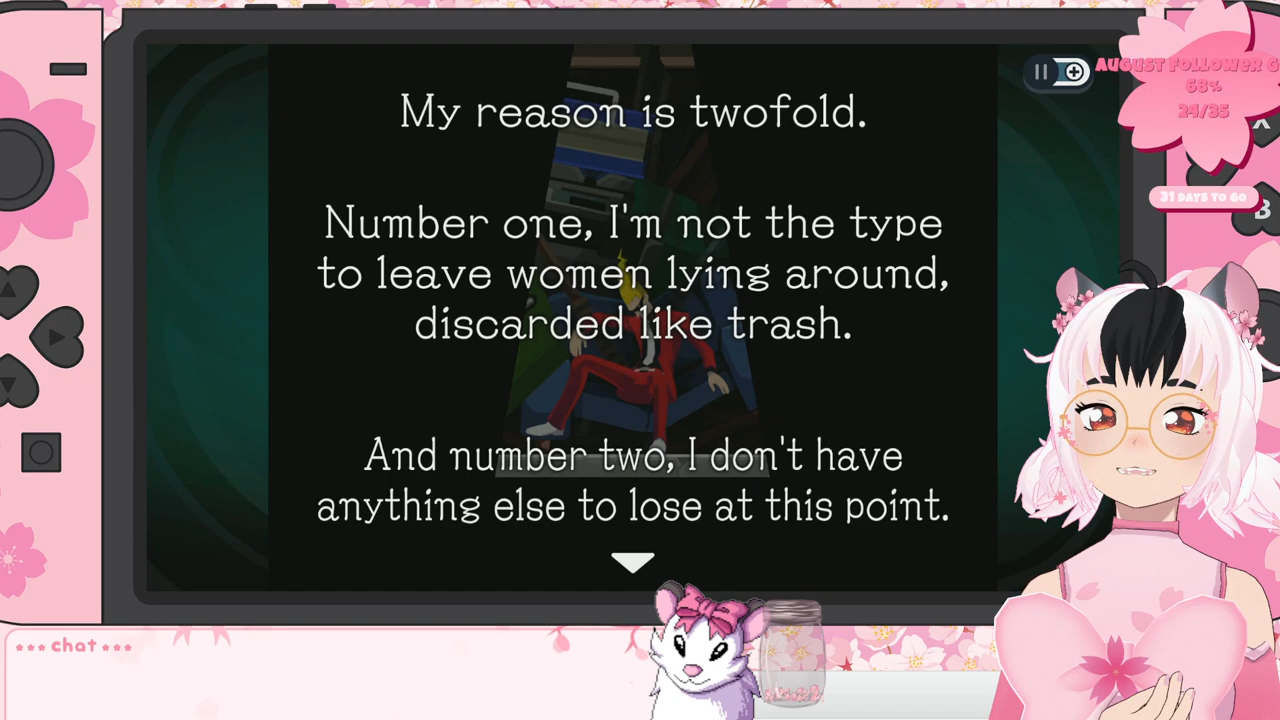 My reason is twofold.
Number one, I'm not the type
to leave women lying around,
discarded like trash.
And number two, I don't have
anything else to lose at this point.
AUGUST FOLLOWER G
68%
24/35
31 DAYS TO GO
B
*** chat ***